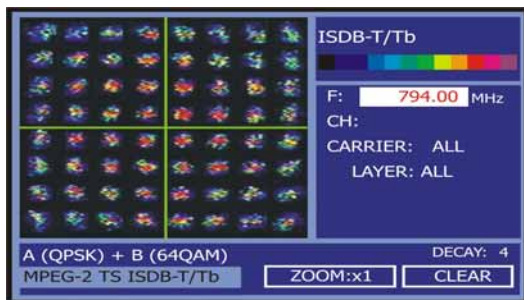 ISDB-T/Tb
F: 794.00 MHz
CH:
CARRIER: ALL
LAYER: ALL
A (QPSK) + B (64QAM)
DECAY: 4
MPEG-2 TS ISDB-T/Tb
ZOOM:x1
CLEAR